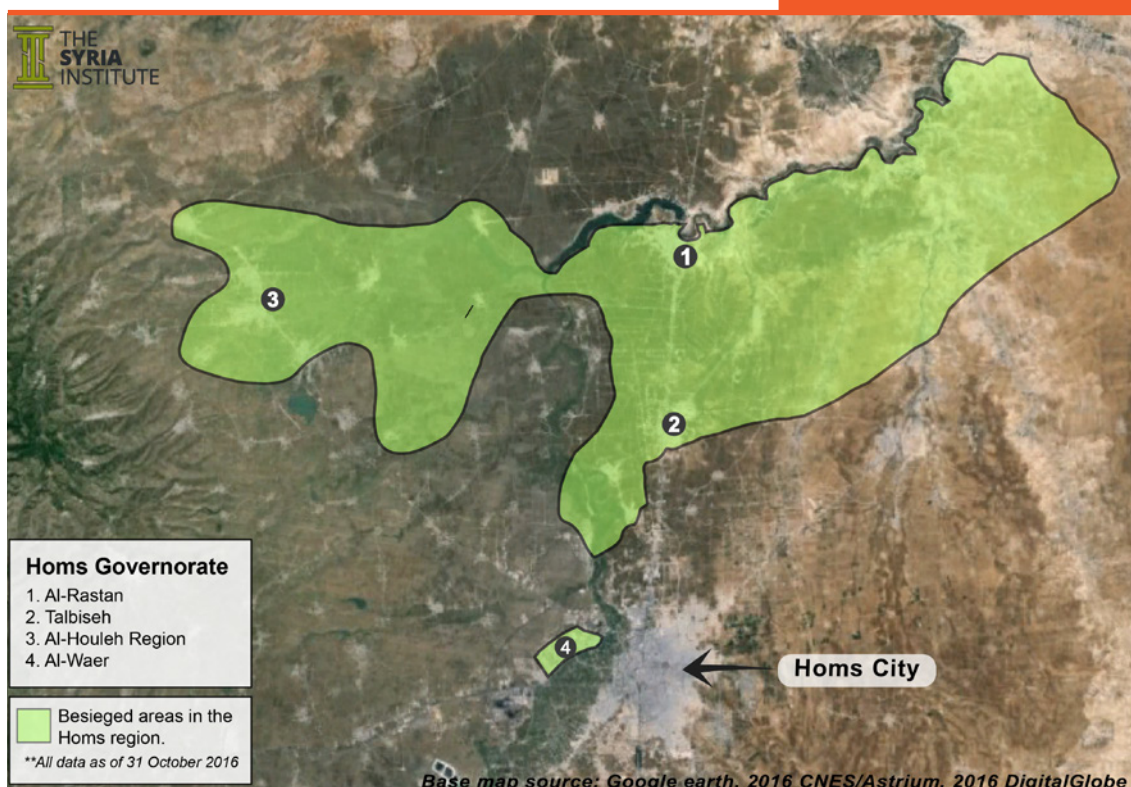 THE
SYRIA
INSTITUTE
1
3
2
4
Homs City
Homs Governorate
1. Al-Rastan
2. Talbiseh
3. Al-Houleh Region
4. Al-Waer
Besieged areas in the
Homs region.
**All data as of 31 October 2016
Base map source: Google earth, 2016 CNES/Astrium, 2016 DigitalGlobe